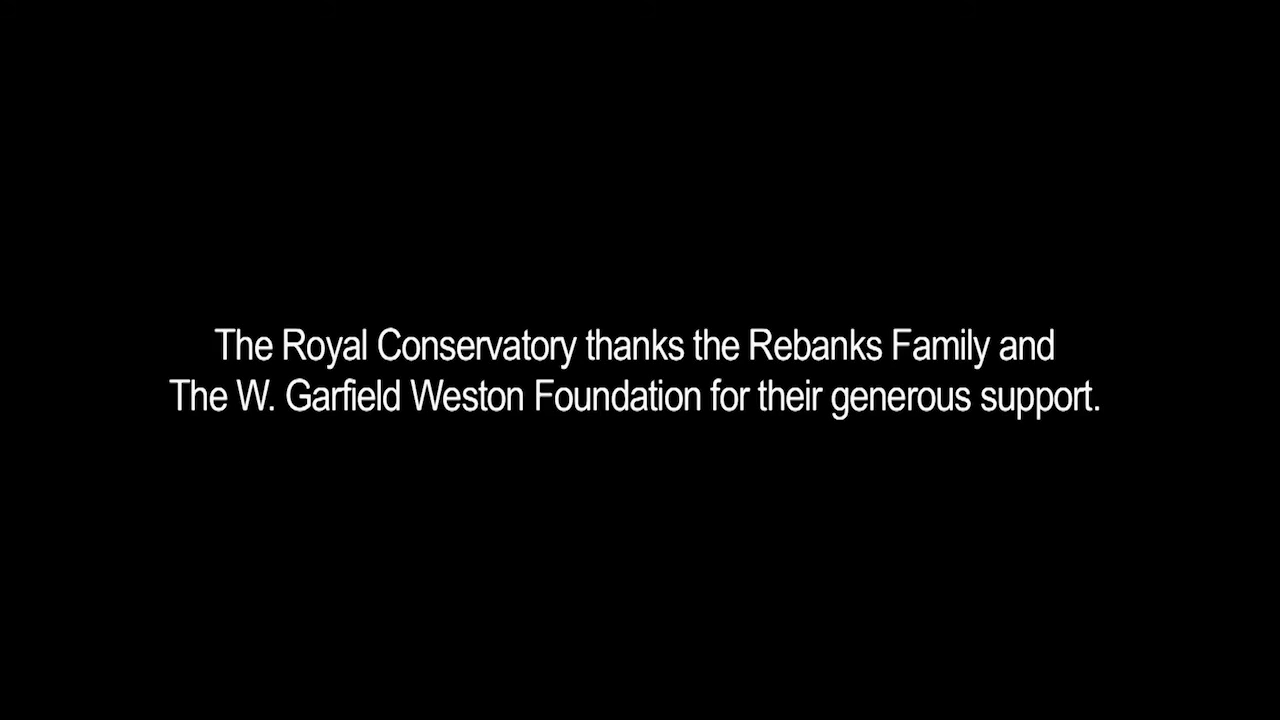 The Royal Conservatory thanks the Rebanks Family and
The W. Garfield Weston Foundation for their generous support.